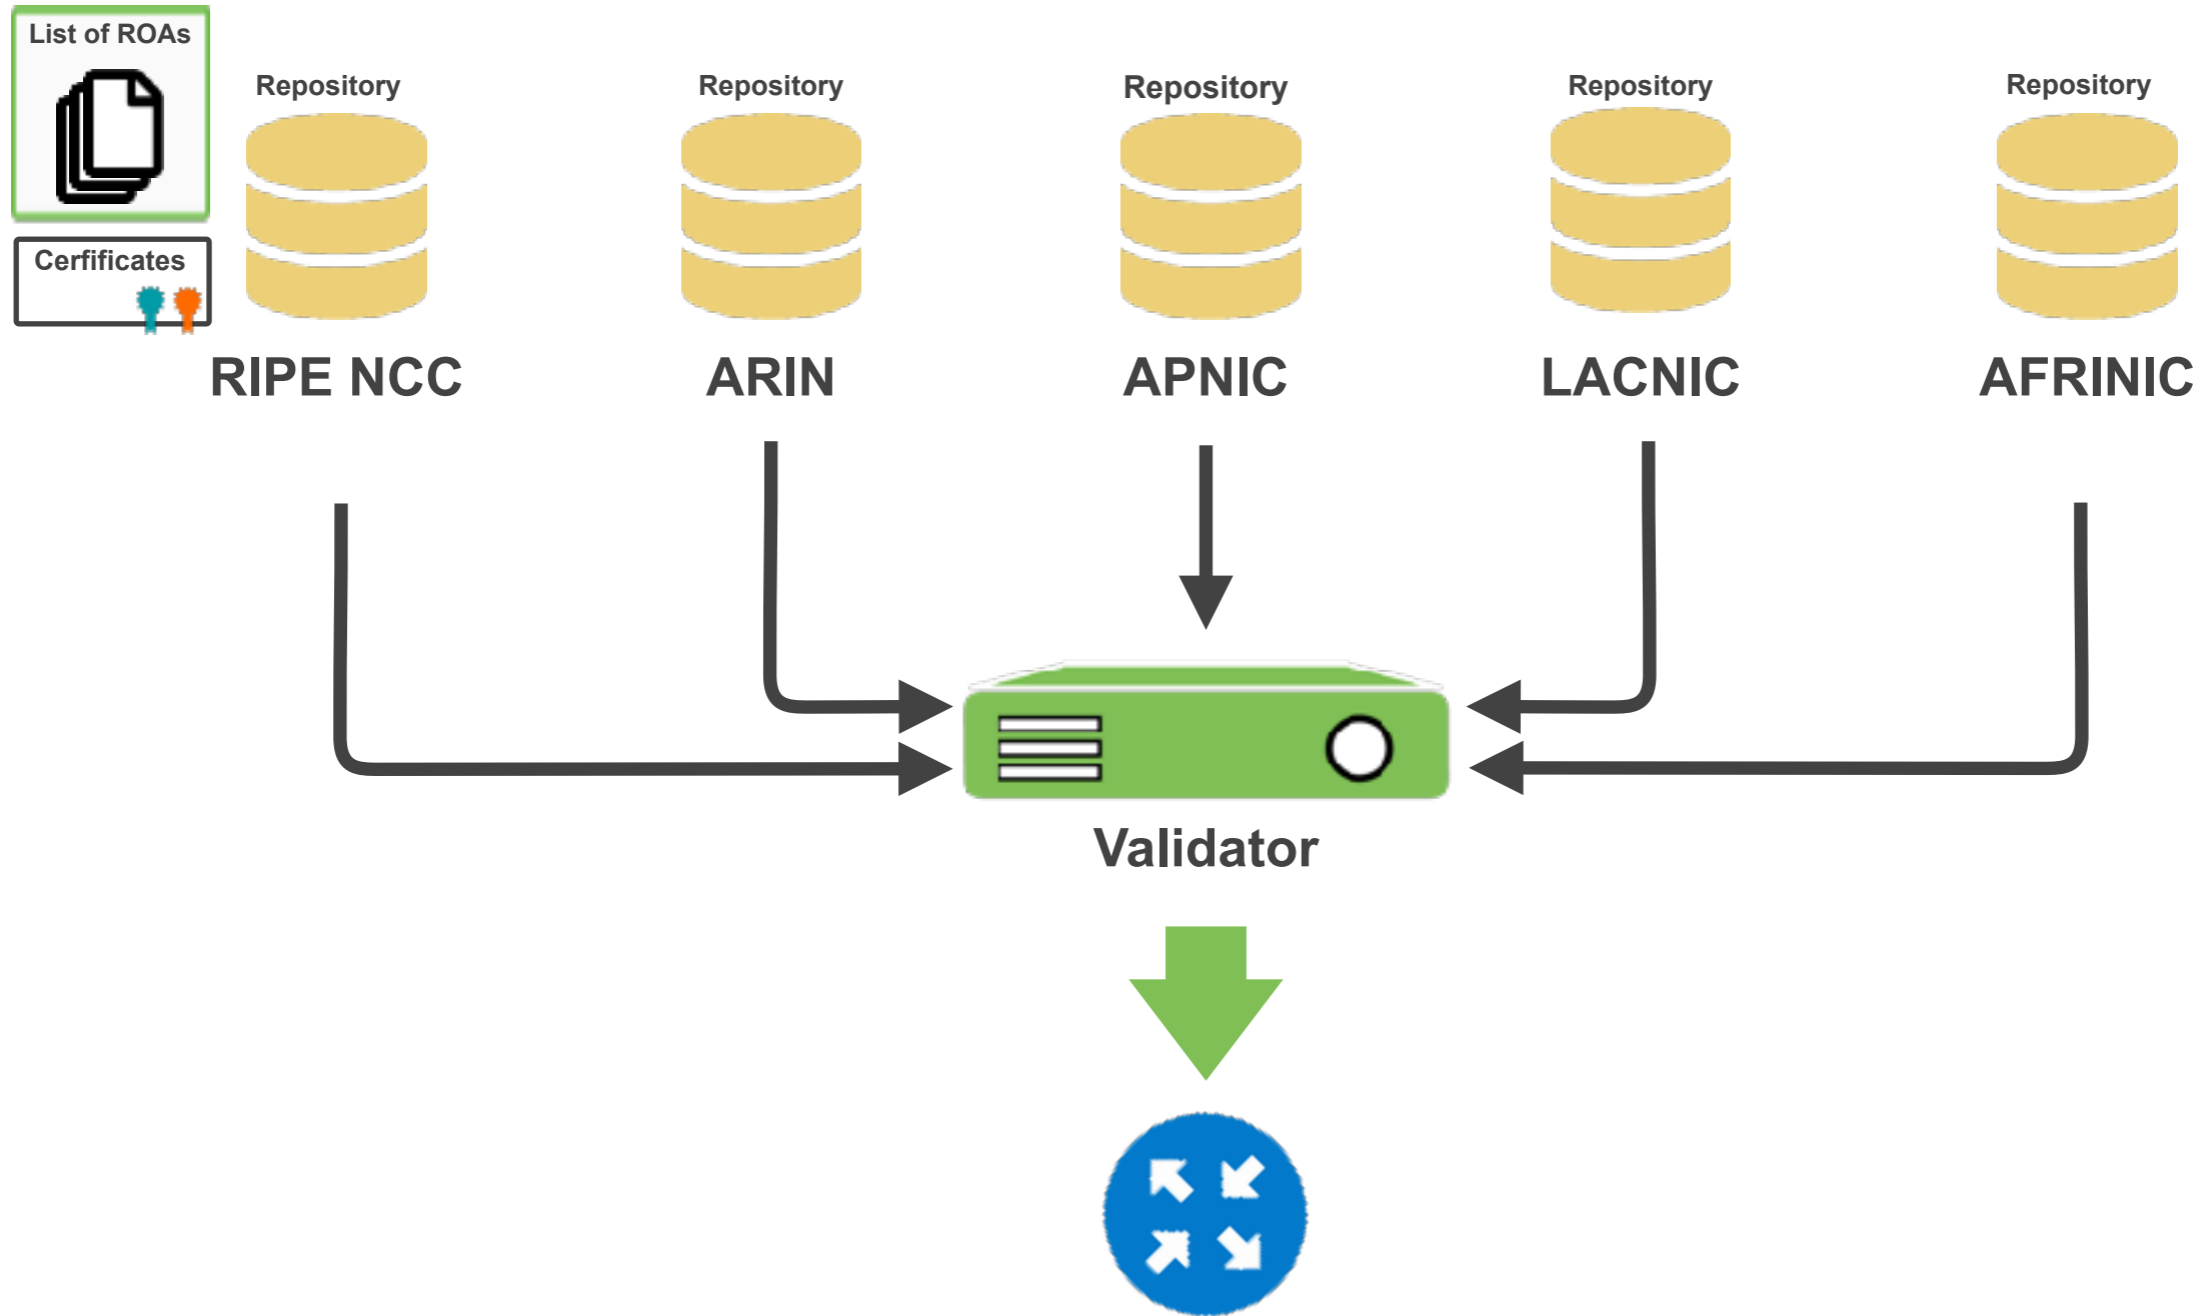 List of ROAs
Cerfificates
Repository
Repository
Repository
Repository
Repository
RIPE NCC
ARIN
APNIC
LACNIC
AFRINIC
Validator